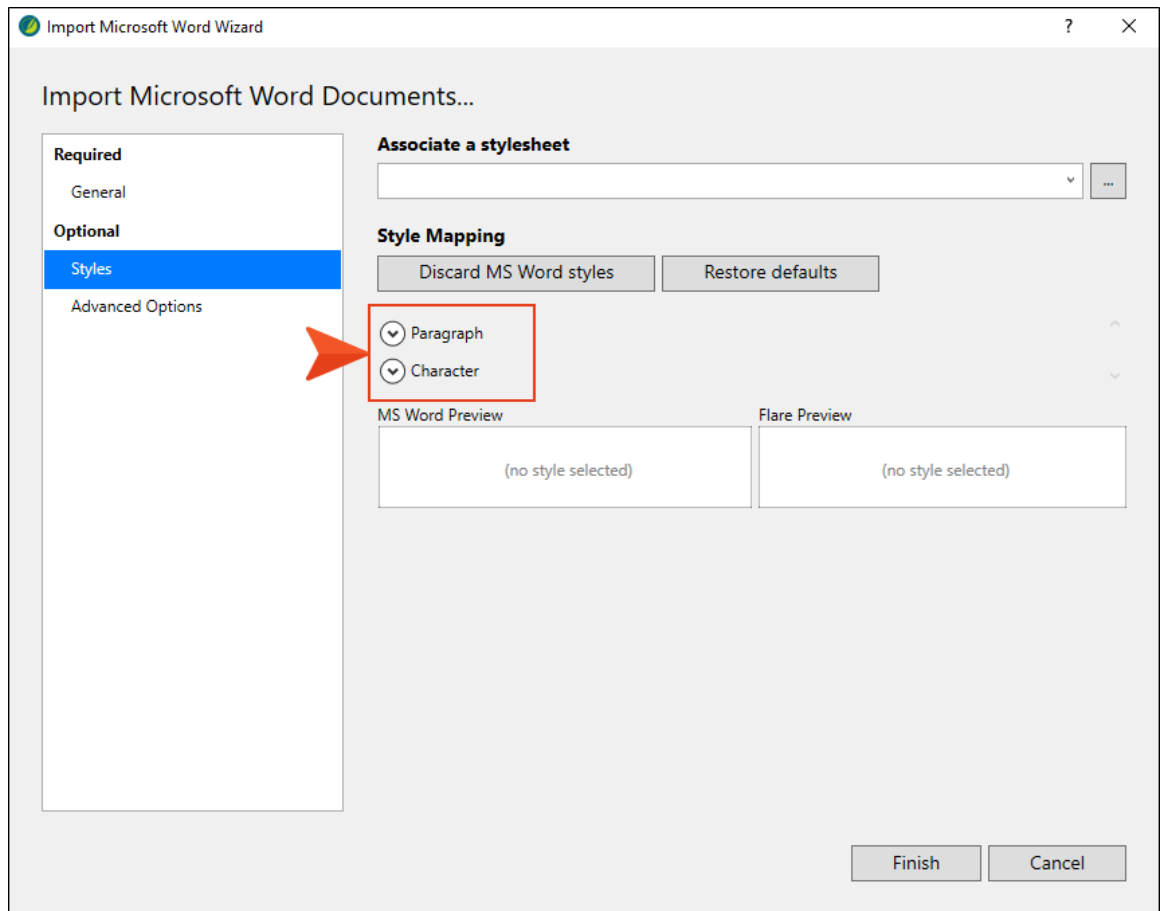 Import Microsoft Word Wizard
?
Import Microsoft Word Documents...
Required
General
Optional
Styles
Advanced Options
Associate a stylesheet
...
Style Mapping
Discard MS Word styles Restore defaults
Paragraph
Character
MS Word Preview Flare Preview
(no style selected) (no style selected)
Finish Cancel